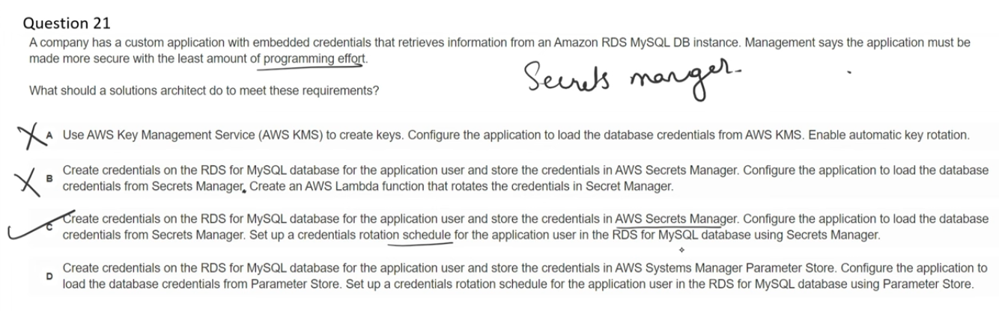 Question 21
A company has a custom application with embedded credentials that retrieves information from an Amazon RDS MySQL DB instance. Management says the application must be
made more secure with the least amount of programming effort.
Secrets manger.
What should a solutions architect do to meet these requirements?
A Use AWS Key Management Service (AWS KMS) to create keys. Configure the application to load the database credentials from AWS KMS. Enable automatic key rotation.
B Create credentials on the RDS for MySQL database for the application user and store the credentials in AWS Secrets Manager. Configure the application to load the database
credentials from Secrets Manager. Create an AWS Lambda function that rotates the credentials in Secret Manager.
C Create credentials on the RDS for MySQL database for the application user and store the credentials in AWS Secrets Manager. Configure the application to load the database
credentials from Secrets Manager. Set up a credentials rotation schedule for the application user in the RDS for MySQL database using Secrets Manager.
D Create credentials on the RDS for MySQL database for the application user and store the credentials in AWS Systems Manager Parameter Store. Configure the application to
load the database credentials from Parameter Store. Set up a credentials rotation schedule for the application user in the RDS for MySQL database using Parameter Store.